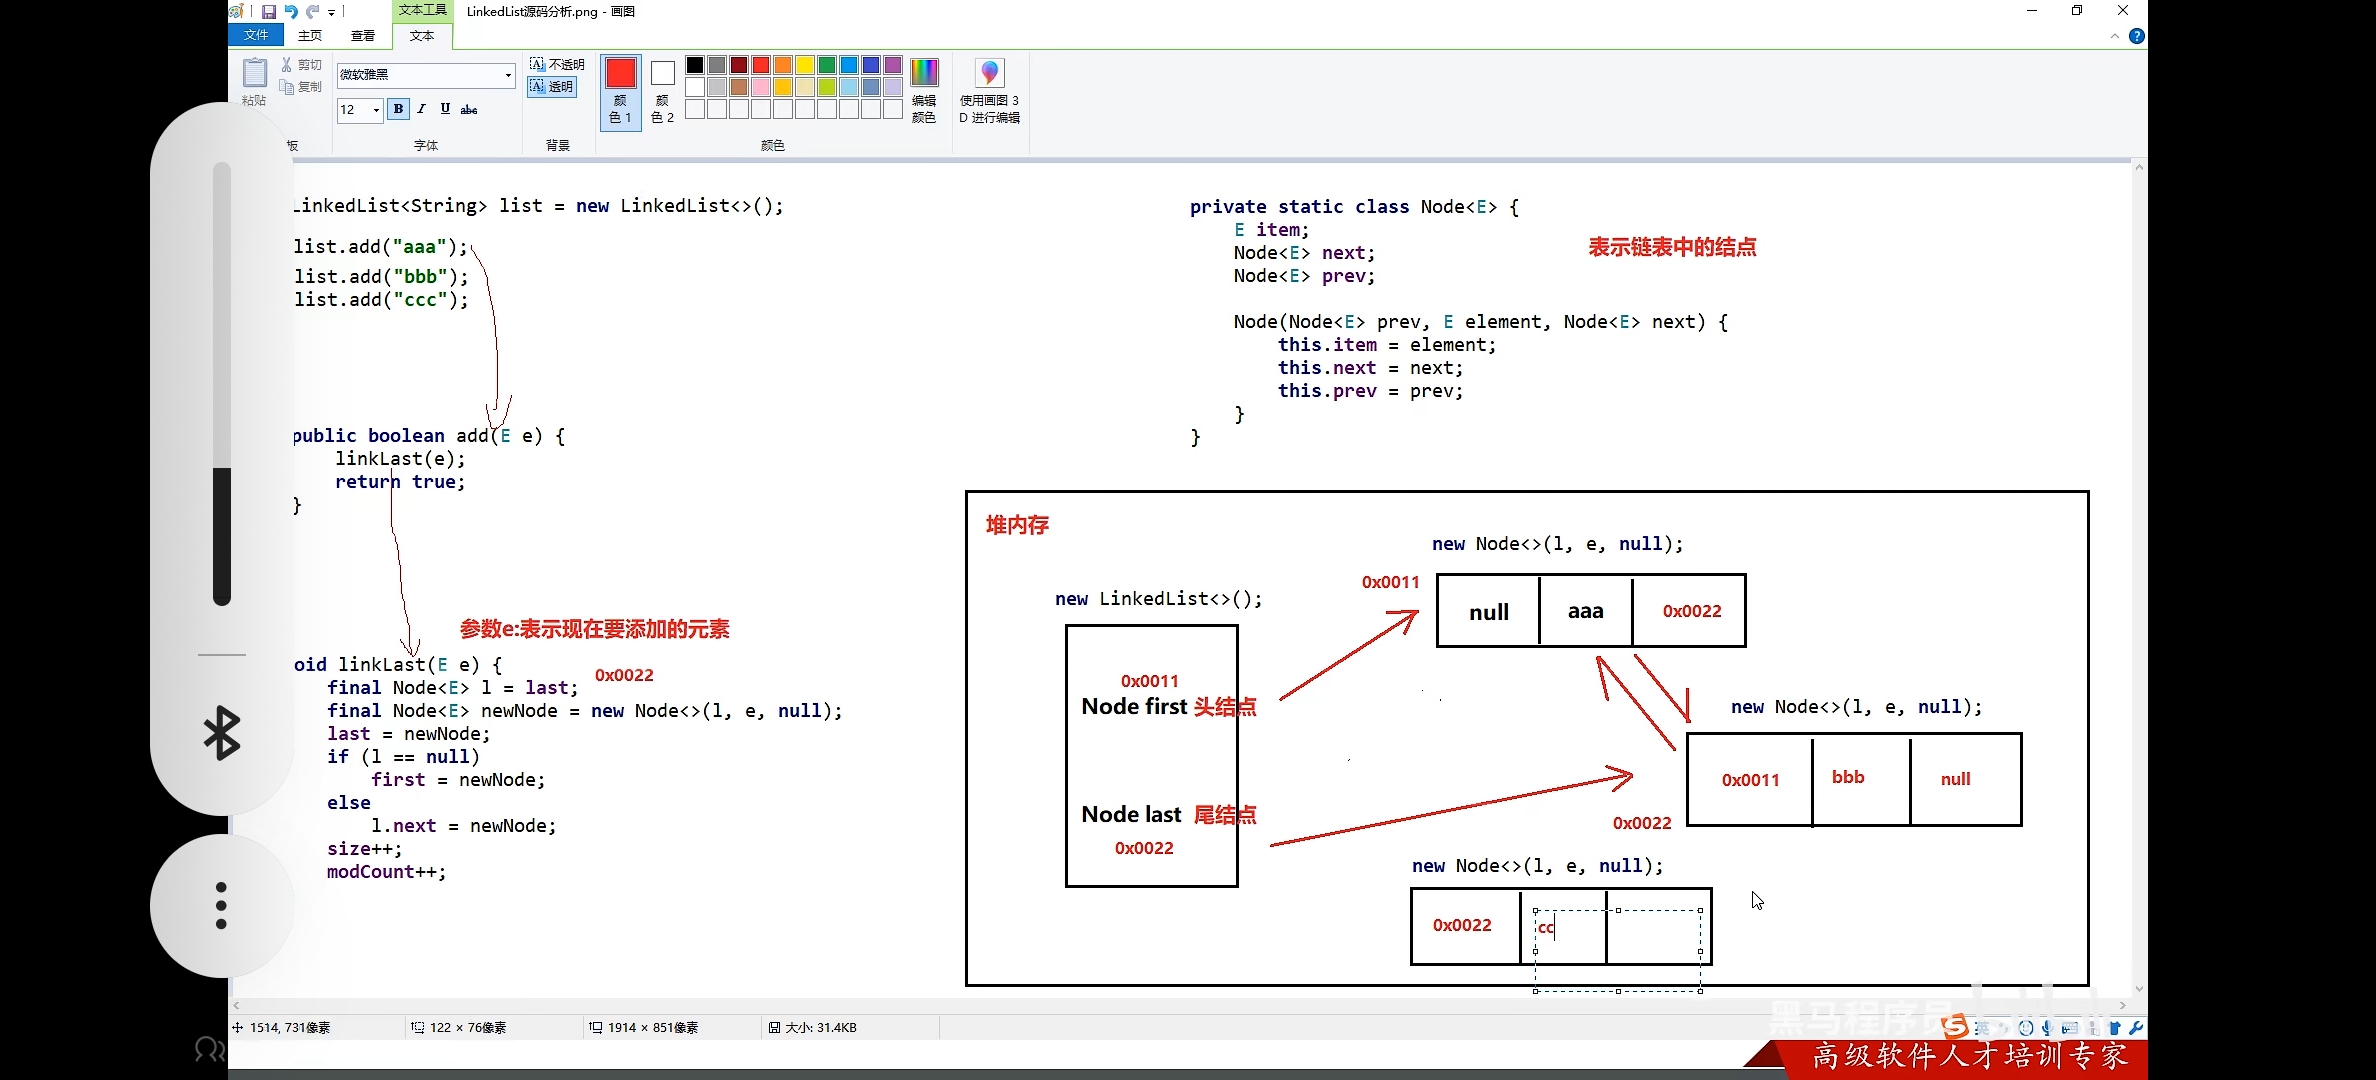 文本工具
LinkedList源码分析.png - 画图
文件 主页 查看 文本
粘贴
剪切
复制
板
微软雅黑
12 B I U abc
字体
不透明
透明
背景
颜色 1
颜色 2
编辑颜色
颜色
使用画图 3D 进行编辑
LinkedList<String> list = new LinkedList<>();
list.add("aaa");
list.add("bbb");
list.add("ccc");
public boolean add(E e) {
linkLast(e);
return true;
}
参数e:表示现在要添加的元素
oid linkLast(E e) {
0x0022
final Node<E> l = last;
final Node<E> newNode = new Node<>(l, e, null);
last = newNode;
if (l == null)
first = newNode;
else
l.next = newNode;
size++;
modCount++;
private static class Node<E> {
E item;
Node<E> next;
Node<E> prev;
表示链表中的结点
Node(Node<E> prev, E element, Node<E> next) {
this.item = element;
this.next = next;
this.prev = prev;
}
}
堆内存
new LinkedList<>();
0x0011
Node first 头结点
Node last 尾结点
0x0022
new Node<>(l, e, null);
0x0011
null aaa 0x0022
new Node<>(l, e, null);
0x0011 bbb null
0x0022
new Node<>(l, e, null);
0x0022 cc
1514, 731像素
122 × 76像素
1914 × 851像素
大小: 31.4KB
黑马程序员
英
高级软件人才培训专家